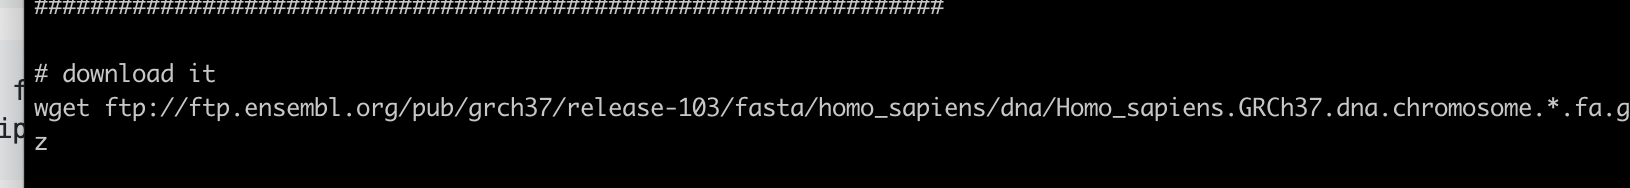 #################################################################
# download it
f
wget ftp://ftp.ensembl.org/pub/grch37/release-103/fasta/homo_sapiens/dna/Homo_sapiens.GRCh37.dna.chromosome.*.fa.g
ip
z